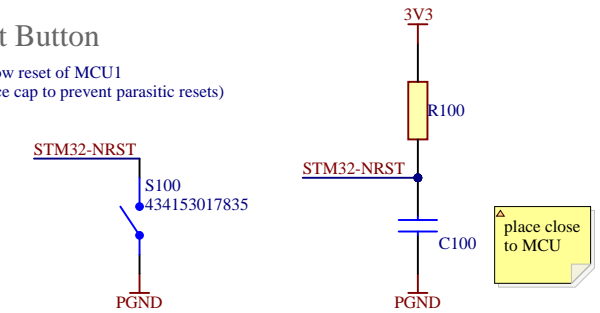 t Button
ow reset of MCU1
ce cap to prevent parasitic resets)
3V3
R100
STM32-NRST
STM32-NRST
S100
434153017835
place close
to MCU
C100
PGND
PGND